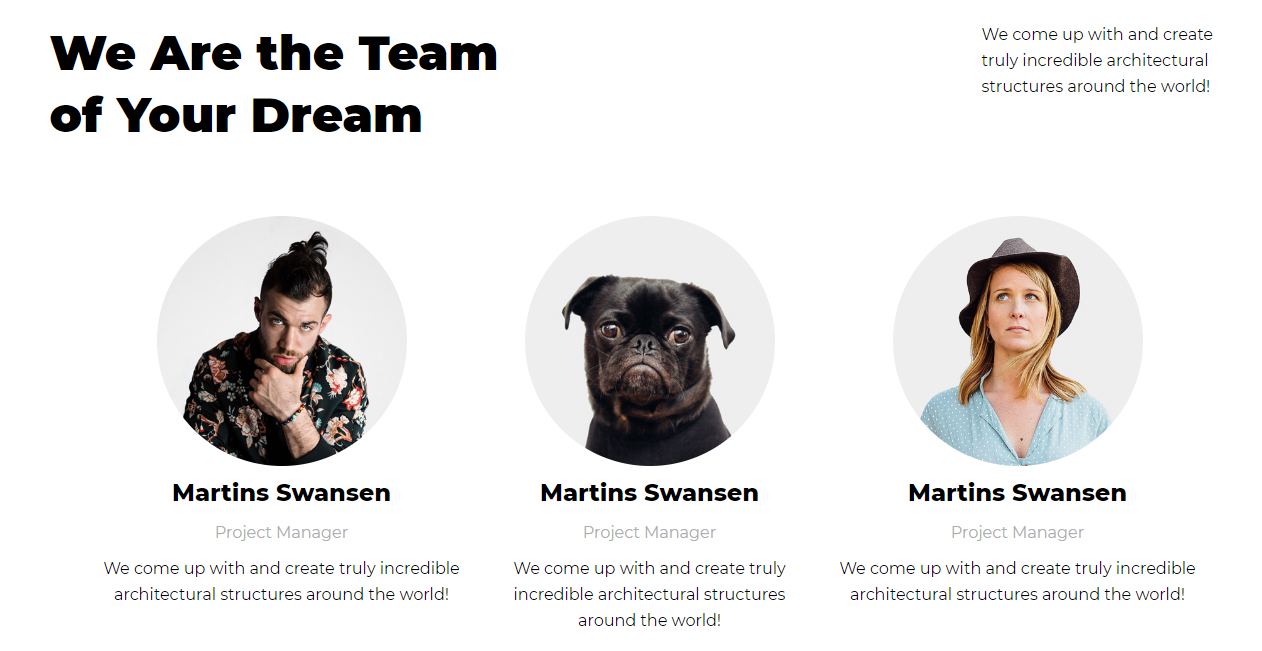 We Are the Team
of Your Dream
We come up with and create
truly incredible architectural
structures around the world!
Martins Swansen
Project Manager
We come up with and create truly incredible
architectural structures around the world!
Martins Swansen
Project Manager
We come up with and create truly
incredible architectural structures
around the world!
Martins Swansen
Project Manager
We come up with and create truly incredible
architectural structures around the world!